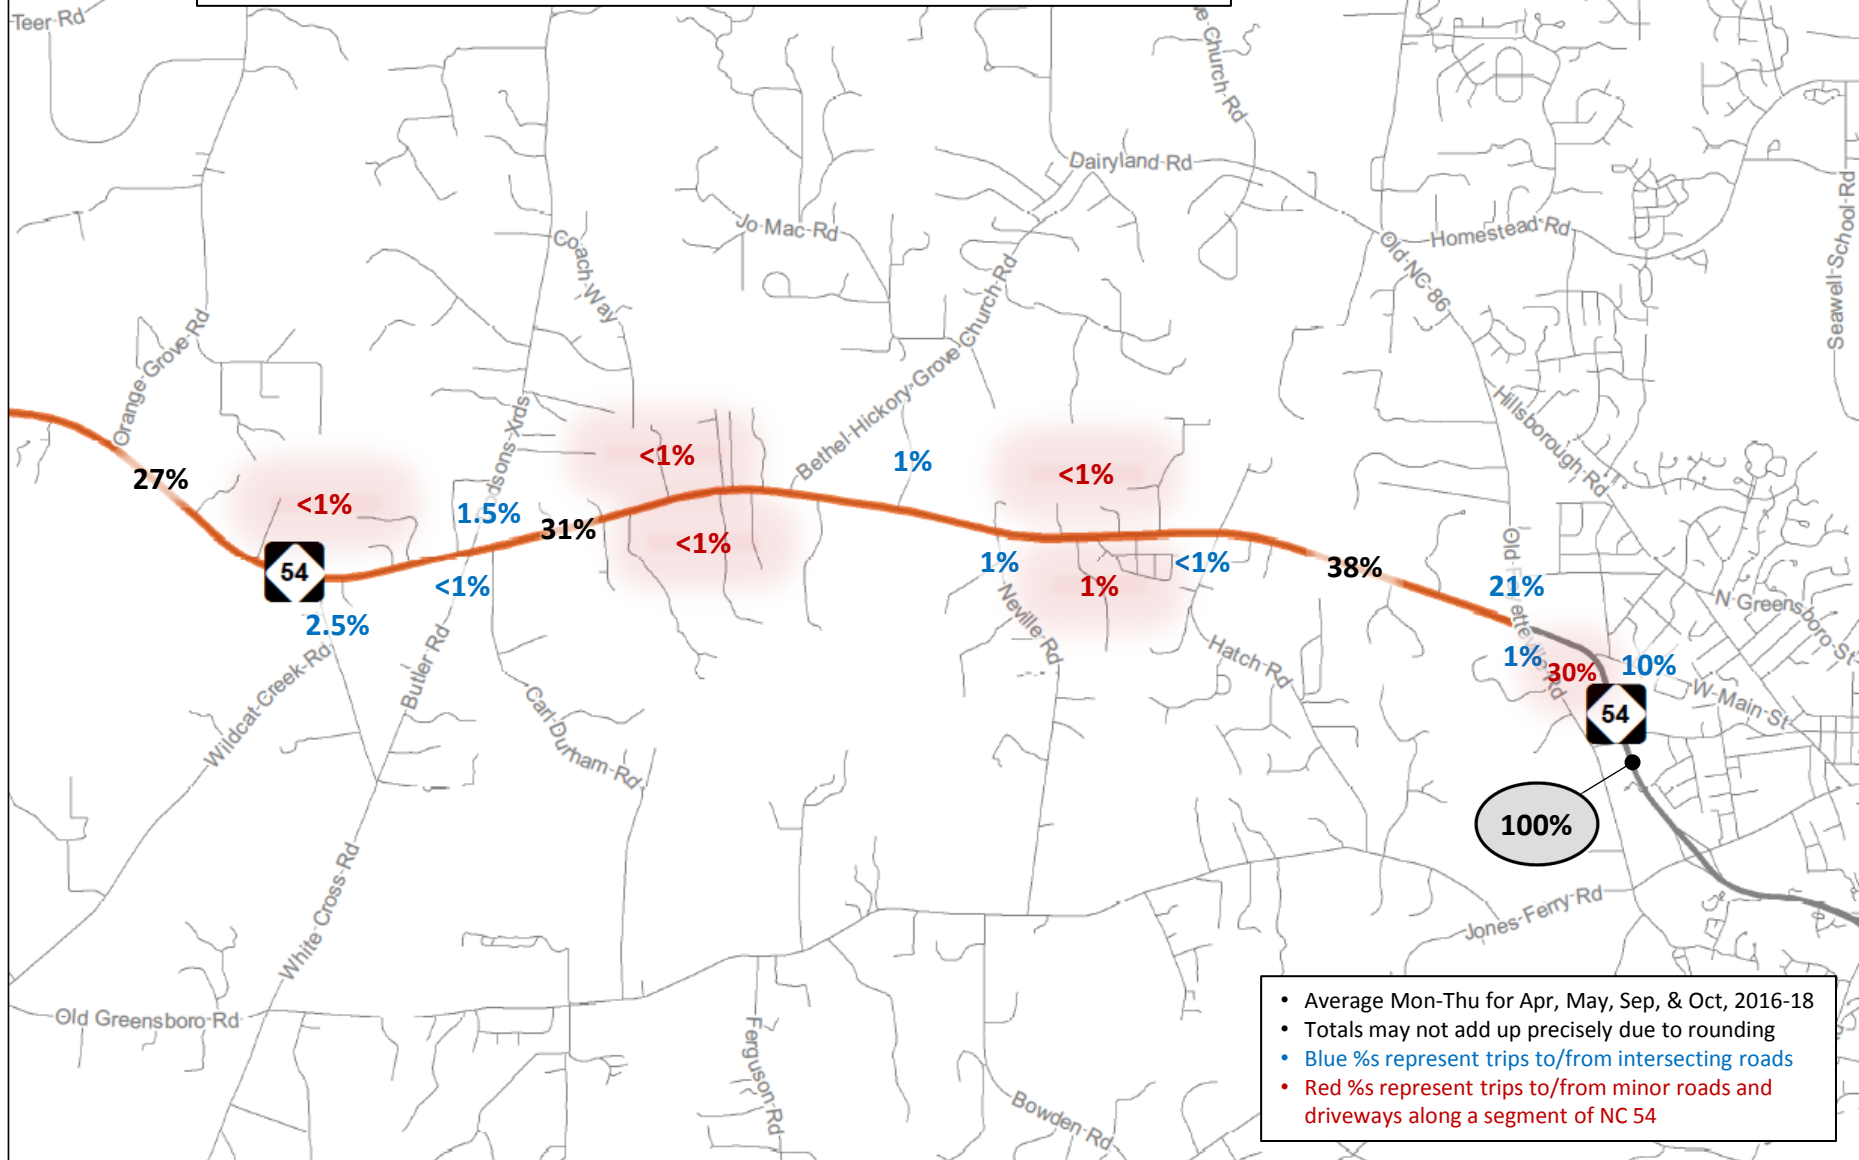 Teer Rd
Church Rd
Dairyland Rd
Seawell School Rd
Jo Mac Rd
Homestead Rd
Coach Way
Old NC 86
Orange Grove Rd
Bethel-Hickory Grove Church Rd
Hillsborough Rd
27%
<1%
1.5%
31%
<1%
<1%
1%
<1%
1%
1%
<1%
38%
21%
54
<1%
2.5%
1%
30%
10%
54
100%
N Greensboro St
W Main St
Neville Rd
Hatch Rd
Butler Rd
Wildcat Creek Rd
Carl Durham Rd
White Cross Rd
Jones Ferry Rd
Old Greensboro Rd
Ferguson Rd
Bowden Rd
• Average Mon-Thu for Apr, May, Sep, & Oct, 2016-18
• Totals may not add up precisely due to rounding
• Blue %s represent trips to/from intersecting roads
• Red %s represent trips to/from minor roads and
driveways along a segment of NC 54